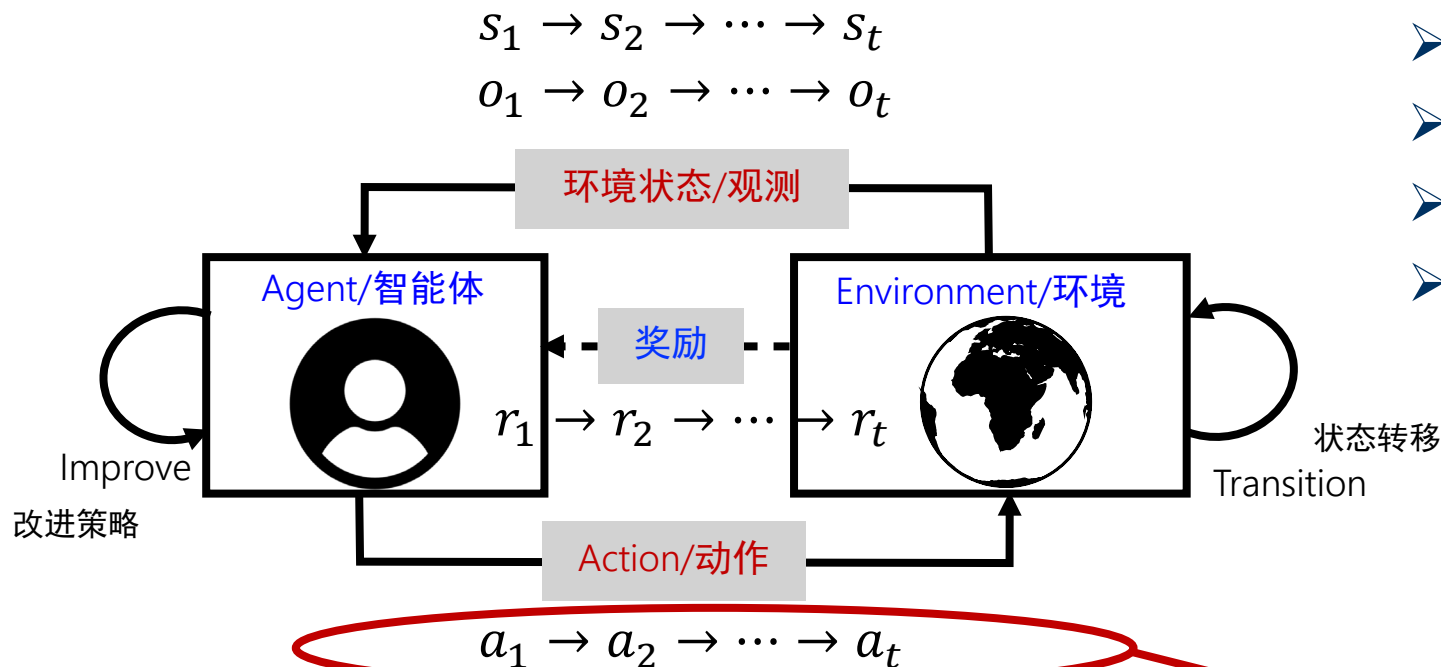 s₁ → s₂ → ⋯ → sₜ
o₁ → o₂ → ⋯ → oₜ
环境状态/观测
Agent/智能体
Environment/环境
奖励
r₁ → r₂ → ⋯ → rₜ
Improve
改进策略
状态转移
Transition
Action/动作
a₁ → a₂ → ⋯ → aₜ